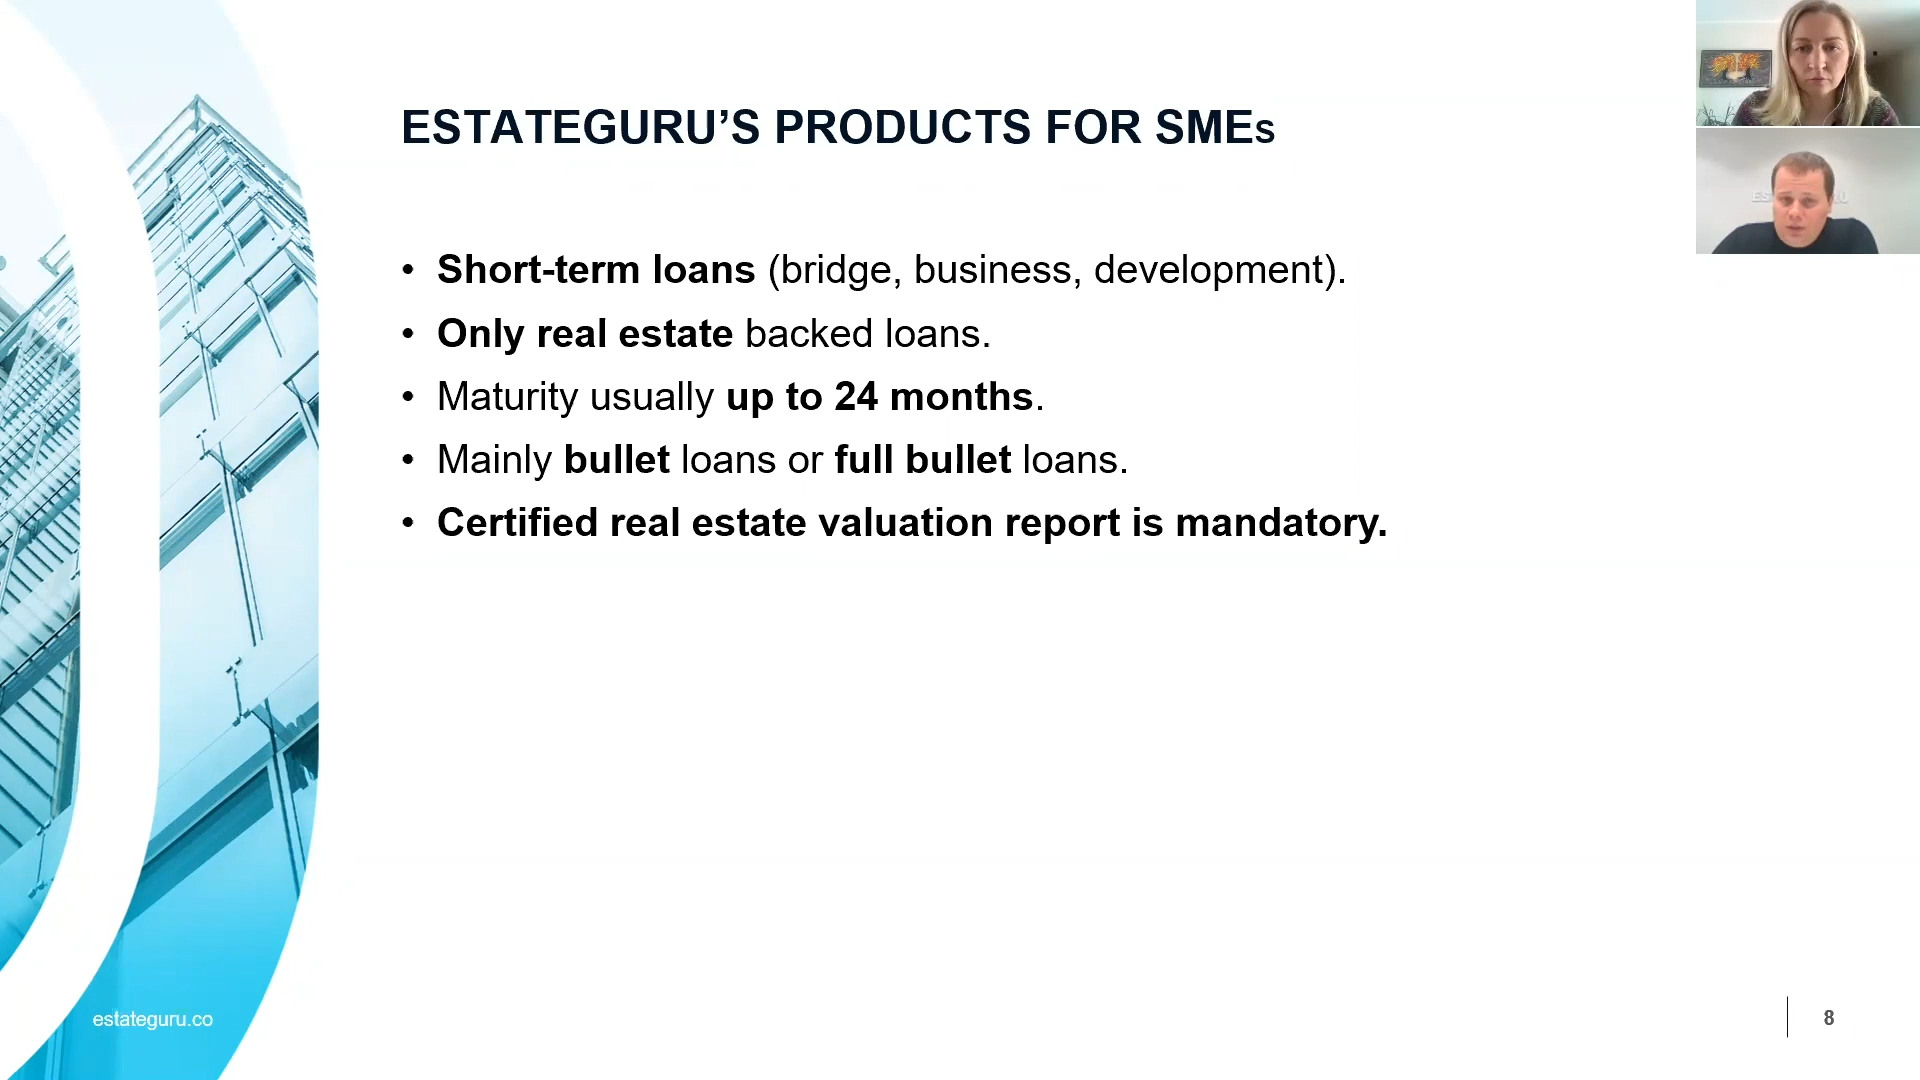 ESTATEGURU’S PRODUCTS FOR SMEs
• Short-term loans (bridge, business, development).
• Only real estate backed loans.
• Maturity usually up to 24 months.
• Mainly bullet loans or full bullet loans.
• Certified real estate valuation report is mandatory.
estateguru.co
8